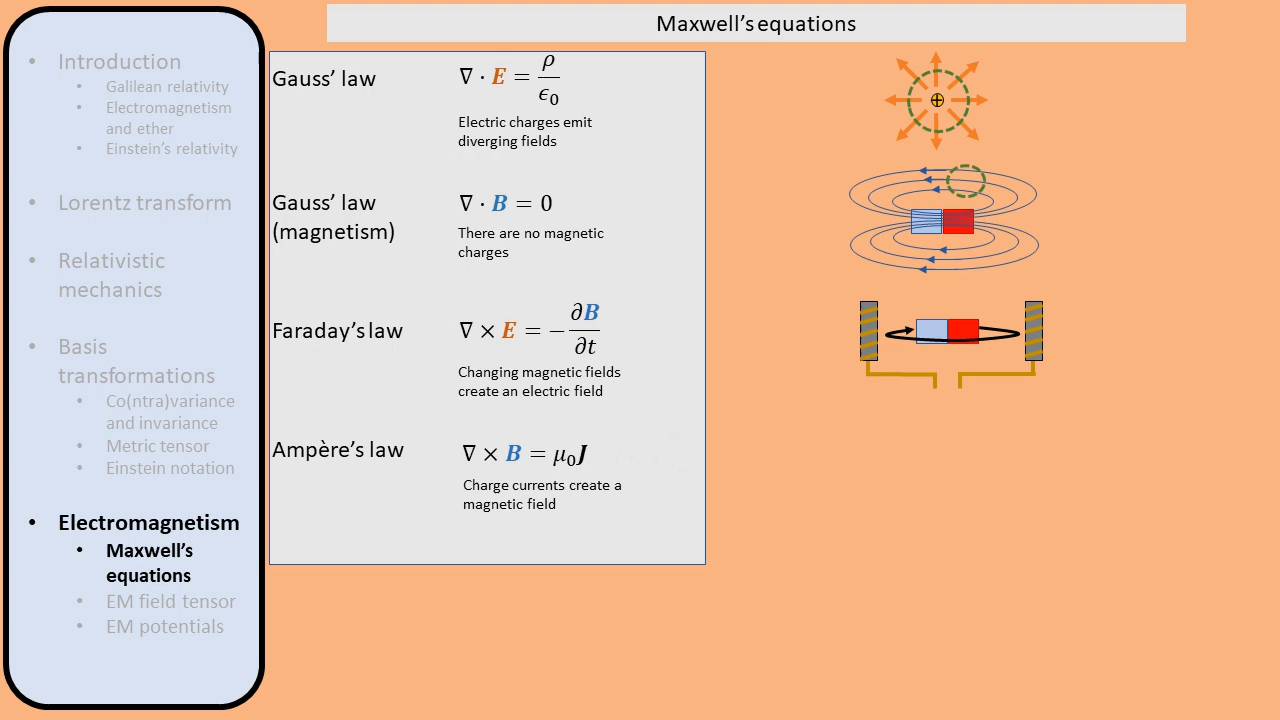 Maxwell's equations
• Introduction
• Galilean relativity
• Electromagnetism
and ether
• Einstein's relativity
• Lorentz transform
• Relativistic
mechanics
• Basis
transformations
• Co(ntra)variance
and invariance
• Metric tensor
• Einstein notation
• Electromagnetism
• Maxwell's
equations
• EM field tensor
• EM potentials
Gauss' law
∇ · E = ρ/ϵ₀
Electric charges emit
diverging fields
Gauss' law
(magnetism)
∇ · B = 0
There are no magnetic
charges
Faraday's law
∇ × E = −∂B/∂t
Changing magnetic fields
create an electric field
Ampère's law
∇ × B = μ₀J
Charge currents create a
magnetic field
+